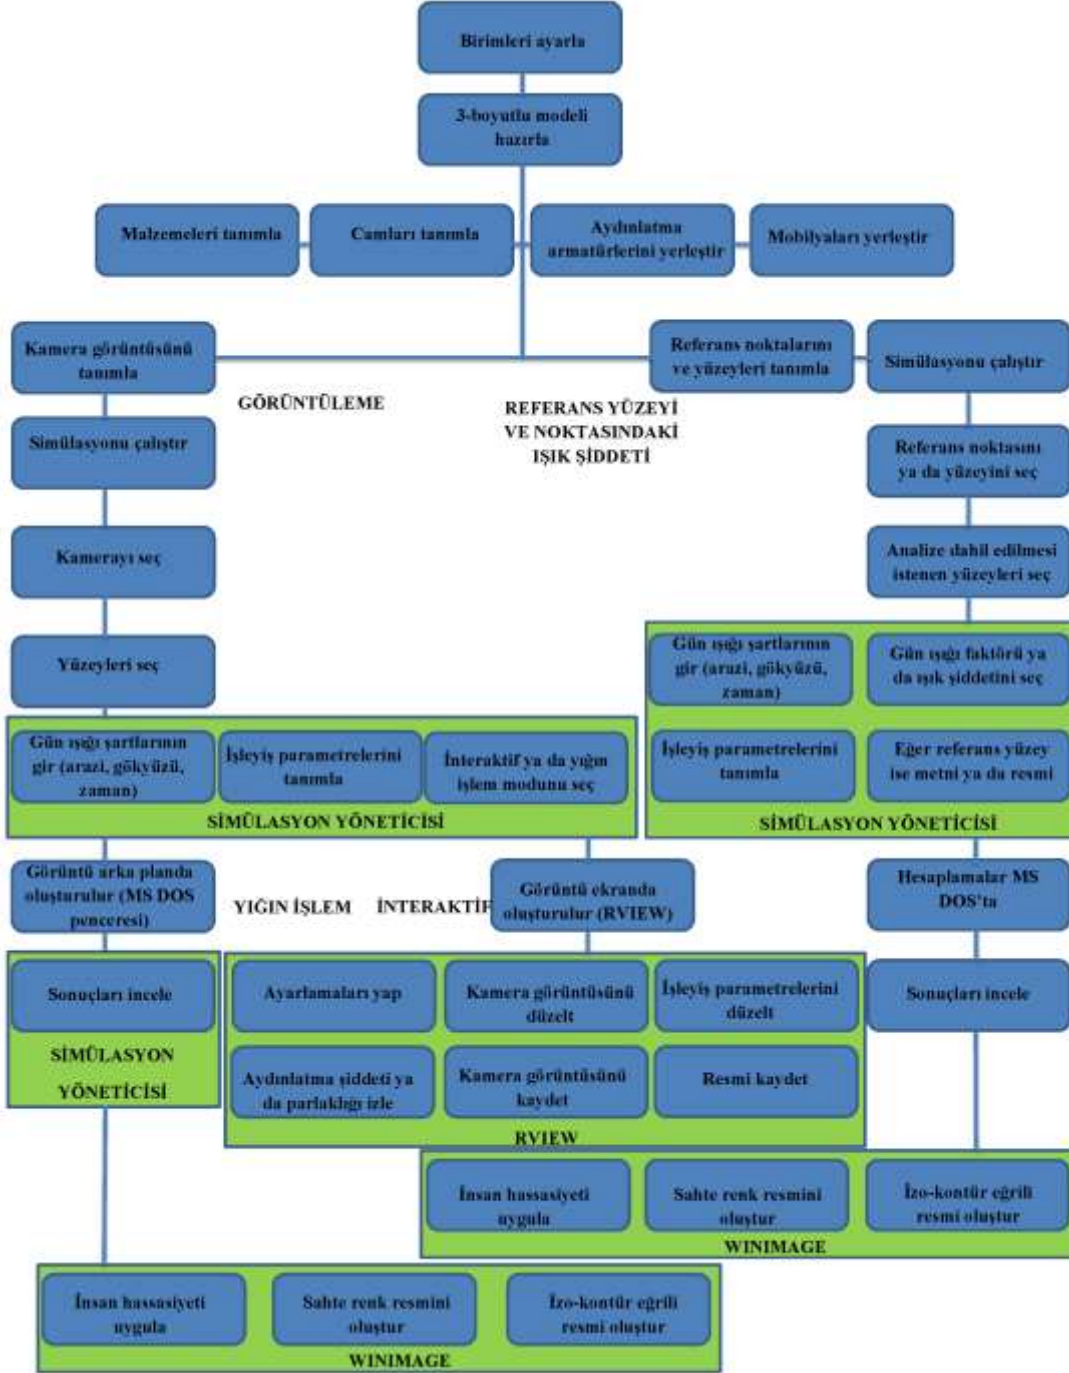 Birimleri ayarla
3-boyutlu modeli
hazırla
Malzemeleri tanımla
Camları tanımla
Aydınlatma
armatürlerini yerleştir
Mobilyaları yerleştir
Kamera görüntüsünü
tanımla
Referans noktalarını
ve yüzeyleri tanımla
Simülasyonu çalıştır
GÖRÜNTÜLEME
REFERANS YÜZEYİ
VE NOKTASINDAKİ
IŞIK ŞİDDETİ
Simülasyonu çalıştır
Referans noktasını
ya da yüzeyini seç
Kamerayı seç
Analize dahil edilmesi
istenen yüzeyleri seç
Yüzeyleri seç
Gün ışığı şartlarının
gir (arazi, gökyüzü,
zaman)
Gün ışığı faktörü ya
da ışık şiddetini seç
İşleyiş parametrelerini
tanımla
Eğer referans yüzey
ise metni ya da resmi
SİMÜLASYON YÖNETİCİSİ
Gün ışığı şartlarının
gir (arazi, gökyüzü,
zaman)
İşleyiş parametrelerini
tanımla
İnteraktif ya da yığın
işlem modunu seç
SİMÜLASYON YÖNETİCİSİ
Görüntü arka planda
oluşturulur (MS DOS
penceresi)
YIĞIN İŞLEM
İNTERAKTİF
Görüntü ekranda
oluşturulur (RVIEW)
Hesaplamalar MS
DOS'ta
Sonuçları incele
SİMÜLASYON
YÖNETİCİSİ
Ayarlamaları yap
Kamera görüntüsünü
düzelt
İşleyiş parametrelerini
düzelt
Aydınlatma şiddeti ya
da parlaklığı izle
Kamera görüntüsünü
kaydet
Resmi kaydet
RVIEW
Sonuçları incele
İnsan hassasiyeti
uygula
Sahte renk resmini
oluştur
İzo-kontür eğrili
resmi oluştur
WINIMAGE
İnsan hassasiyeti
uygula
Sahte renk resmini
oluştur
İzo-kontür eğrili
resmi oluştur
WINIMAGE